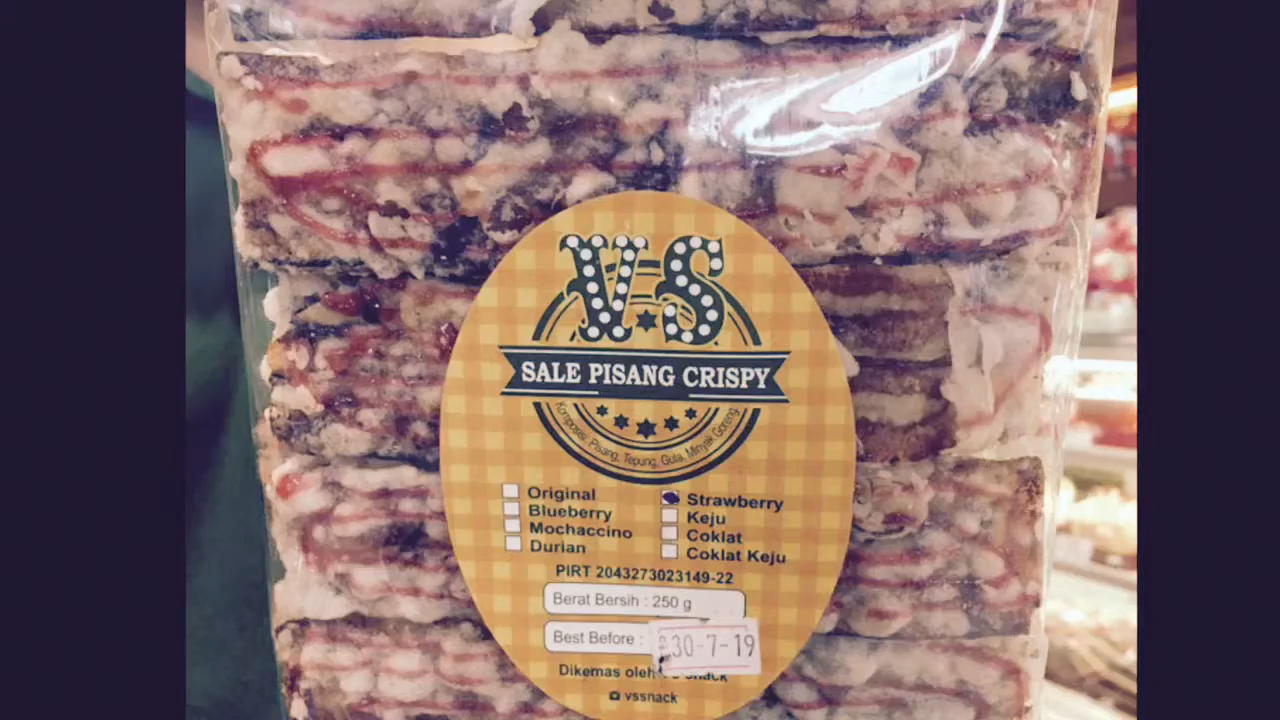 VS
SALE PISANG CRISPY
Komposisi: Pisang, Tepung, Gula, Minyak Goreng
Original
Blueberry
Mochaccino
Durian
Strawberry
Keju
Coklat
Coklat Keju
PIRT 2043273023149-22
Berat Bersih : 250 g
Best Before : 30-7-19
Dikemas oleh snack
vssnack